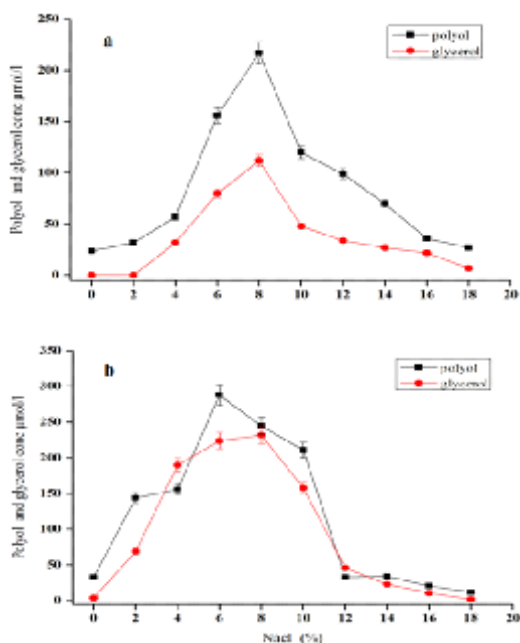 a
polyol
glycerol
Polyol and glycerol conc µmol/l
250
200
150
100
50
0
0 2 4 6 8 10 12 14 16 18 20
b
polyol
glycerol
Polyol and glycerol conc µmol/l
350
300
250
200
150
100
50
0
0 2 4 6 8 10 12 14 16 18 20
Nacl (%)